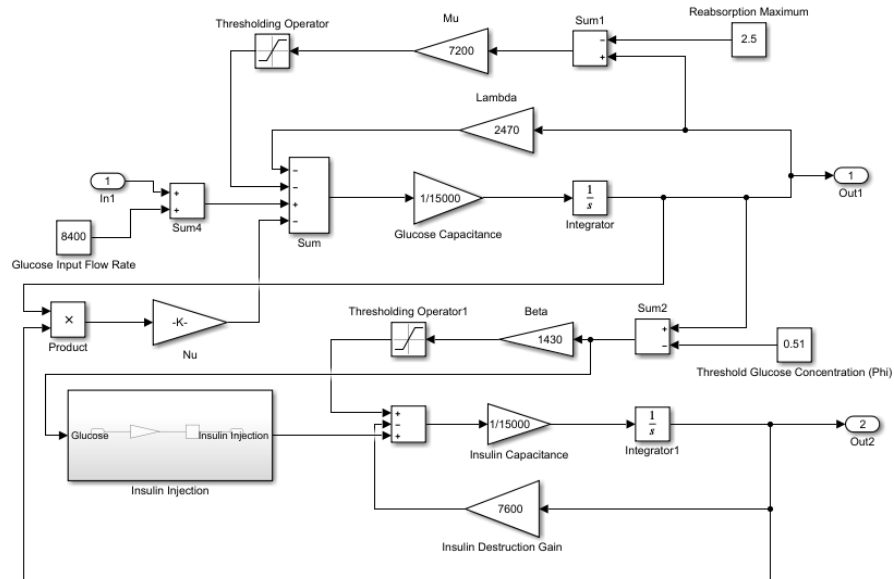 Mu
Reabsorption Maximum
Thresholding Operator
Sum1
7200
−
+
2.5
Lambda
2470
1
In1
+
+
Sum4
−
−
+
−
Sum
1/15000
Glucose Capacitance
1
s
Integrator
1
Out1
8400
Glucose Input Flow Rate
×
Product
-K-
Nu
Thresholding Operator1
Beta
1430
Sum2
+
−
0.51
Threshold Glucose Concentration (Phi)
Glucose
Insulin Injection
Insulin Injection
+
−
+
1/15000
Insulin Capacitance
1
s
Integrator1
2
Out2
7600
Insulin Destruction Gain